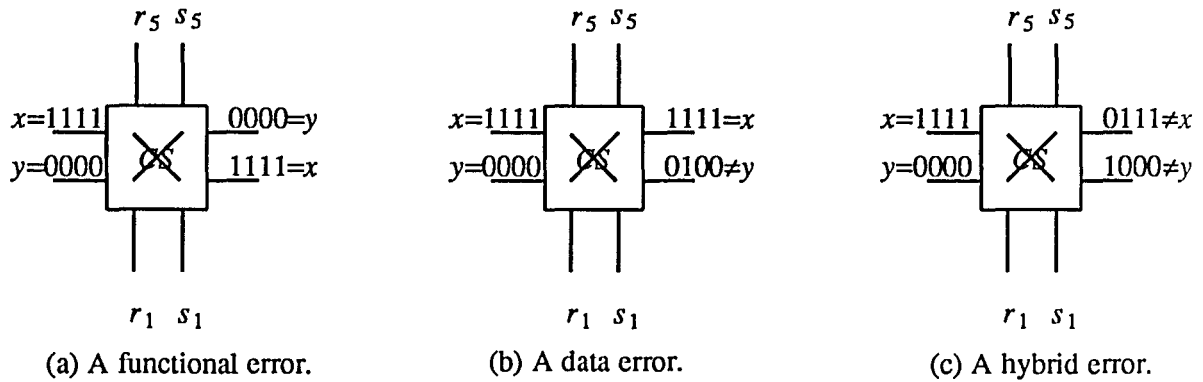 r5 s5
x=1111 0000=y
CS
y=0000 1111=x
r1 s1
(a) A functional error.
r5 s5
x=1111 1111=x
CS
y=0000 0100≠y
r1 s1
(b) A data error.
r5 s5
x=1111 0111≠x
CS
y=0000 1000≠y
r1 s1
(c) A hybrid error.